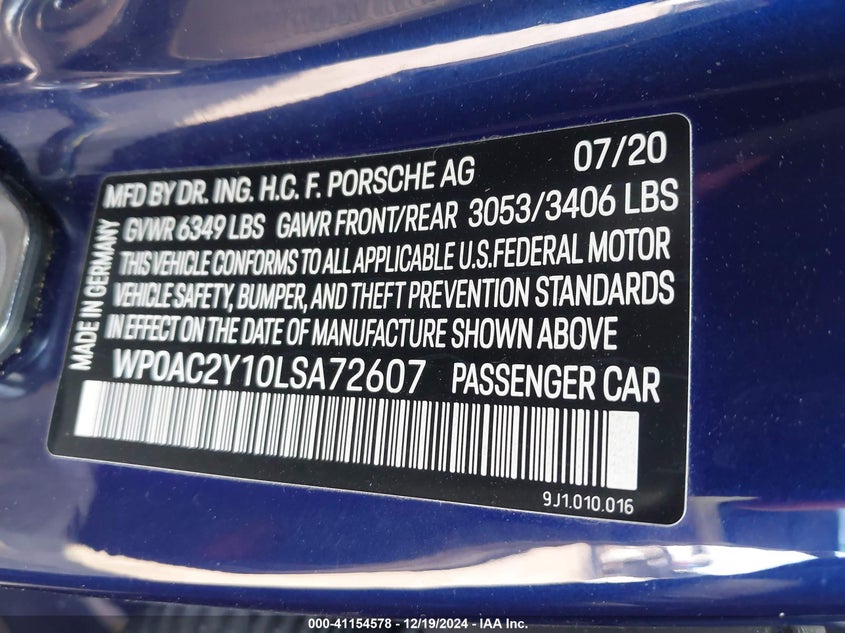 MFD BY DR. ING. H.C. F. PORSCHE AG 07/20
GVWR 6349 LBS GAWR FRONT/REAR 3053/3406 LBS
THIS VEHICLE CONFORMS TO ALL APPLICABLE U.S.FEDERAL MOTOR
VEHICLE SAFETY, BUMPER, AND THEFT PREVENTION STANDARDS
IN EFFECT ON THE DATE OF MANUFACTURE SHOWN ABOVE
WP0AC2Y10LSA72607 PASSENGER CAR
MADE IN GERMANY
9J1.010.016
000-41154578 - 12/19/2024 - IAA Inc.